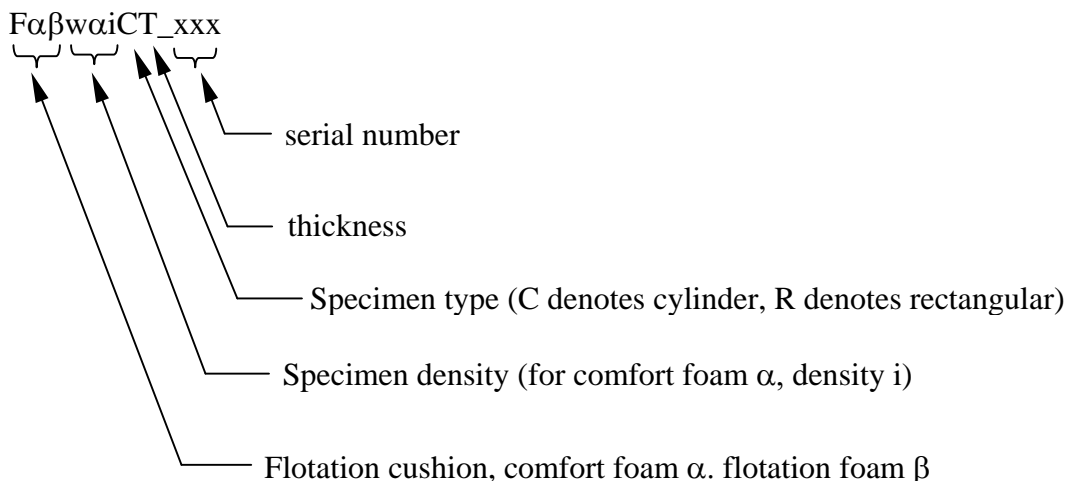 FαβwαiCT_xxx
serial number
thickness
Specimen type (C denotes cylinder, R denotes rectangular)
Specimen density (for comfort foam α, density i)
Flotation cushion, comfort foam α. flotation foam β